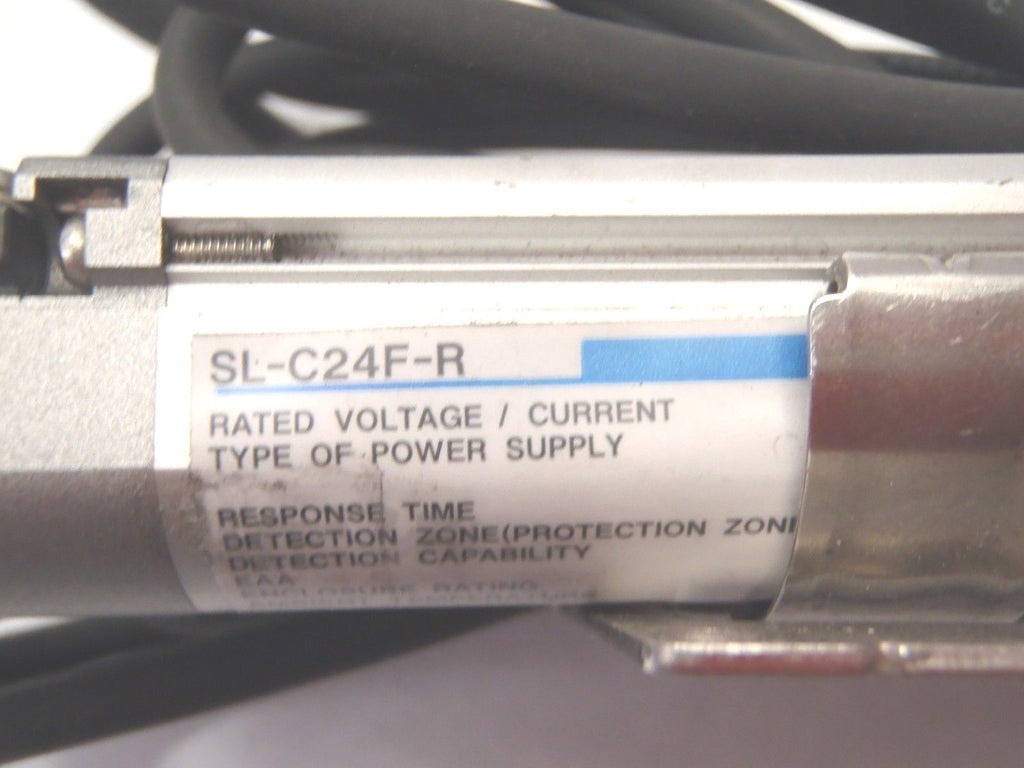 SL-C24F-R
RATED VOLTAGE / CURRENT
TYPE OF POWER SUPPLY
RESPONSE TIME
DETECTION ZONE(PROTECTION ZON
DETECTION CAPABILITY
EAA
ENCLOSURE RATING